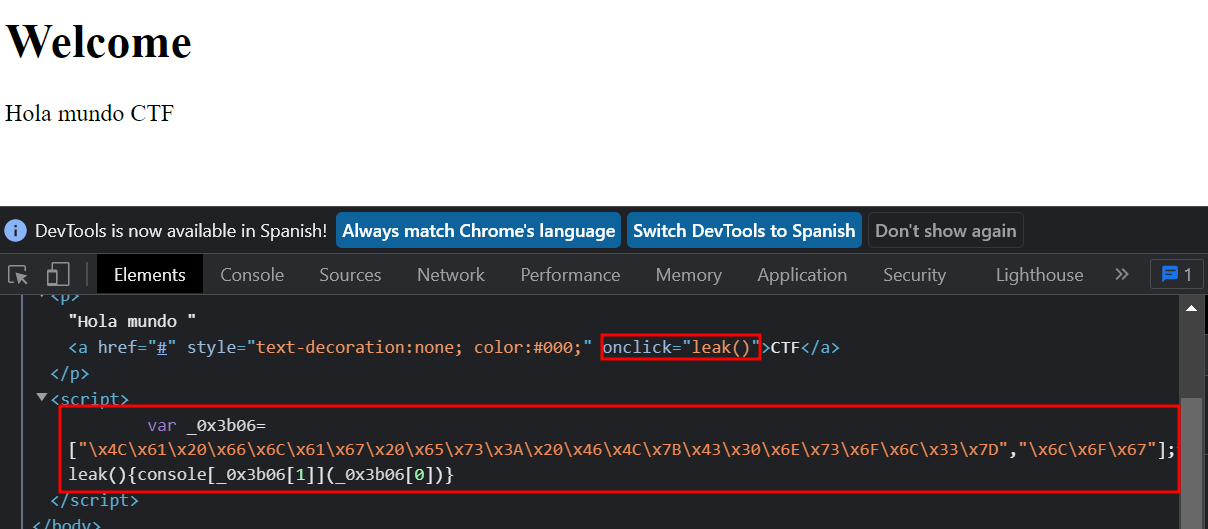 Welcome
Hola mundo CTF
DevTools is now available in Spanish! Always match Chrome's language Switch DevTools to Spanish Don't show again
Elements Console Sources Network Performance Memory Application Security Lighthouse » 1
<p>
"Hola mundo "
<a href="#" style="text-decoration:none; color:#000;" onclick="leak()">CTF</a>
</p>
<script>
var _0x3b06=
["\x4C\x61\x20\x66\x6C\x61\x67\x20\x65\x73\x3A\x20\x46\x4C\x7B\x43\x30\x6E\x73\x6F\x6C\x33\x7D","\x6C\x6F\x67"];
leak(){console[_0x3b06[1]](_0x3b06[0])}
</script>
</body>